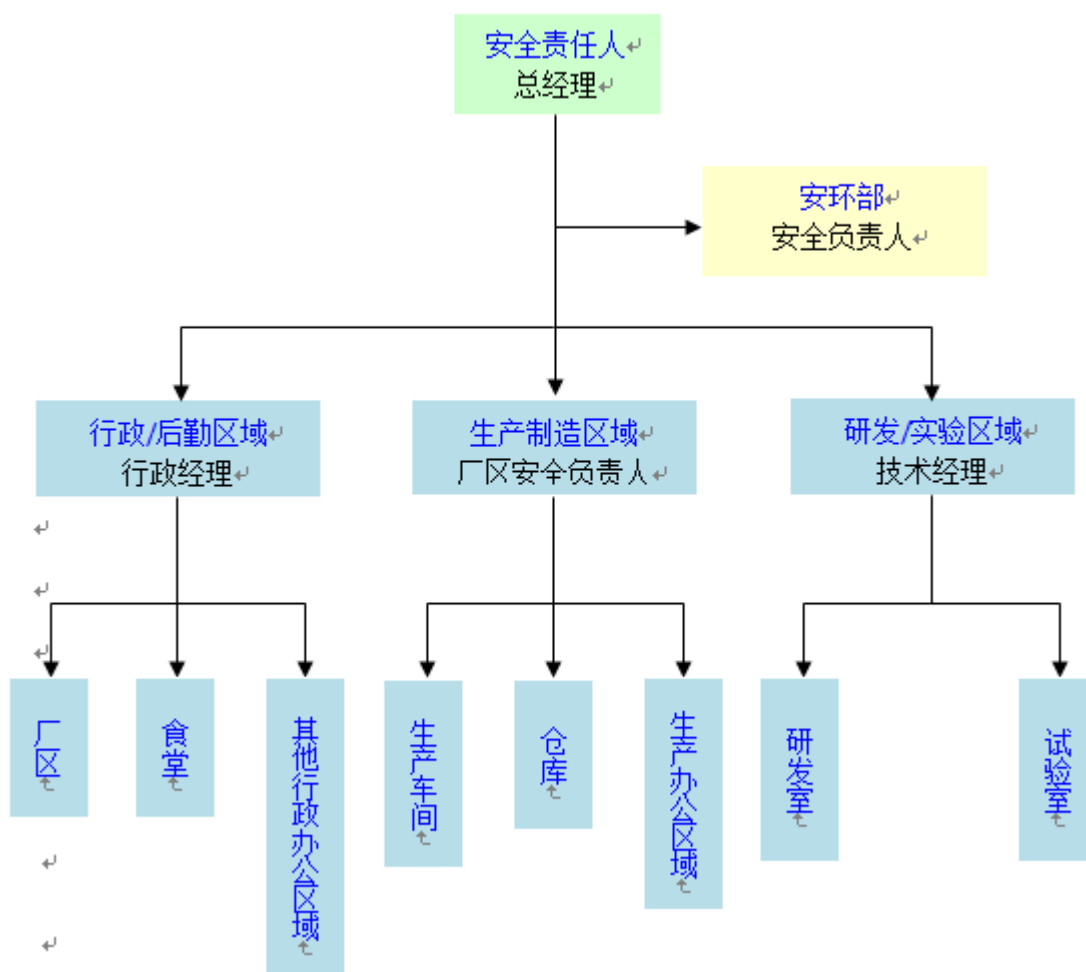 安全责任人
总经理
安环部
安全负责人
行政/后勤区域
行政经理
生产制造区域
厂区安全负责人
研发/实验区域
技术经理
厂区
食堂
其他行政办公区域
生产车间
仓库
生产办公区域
研发室
试验室